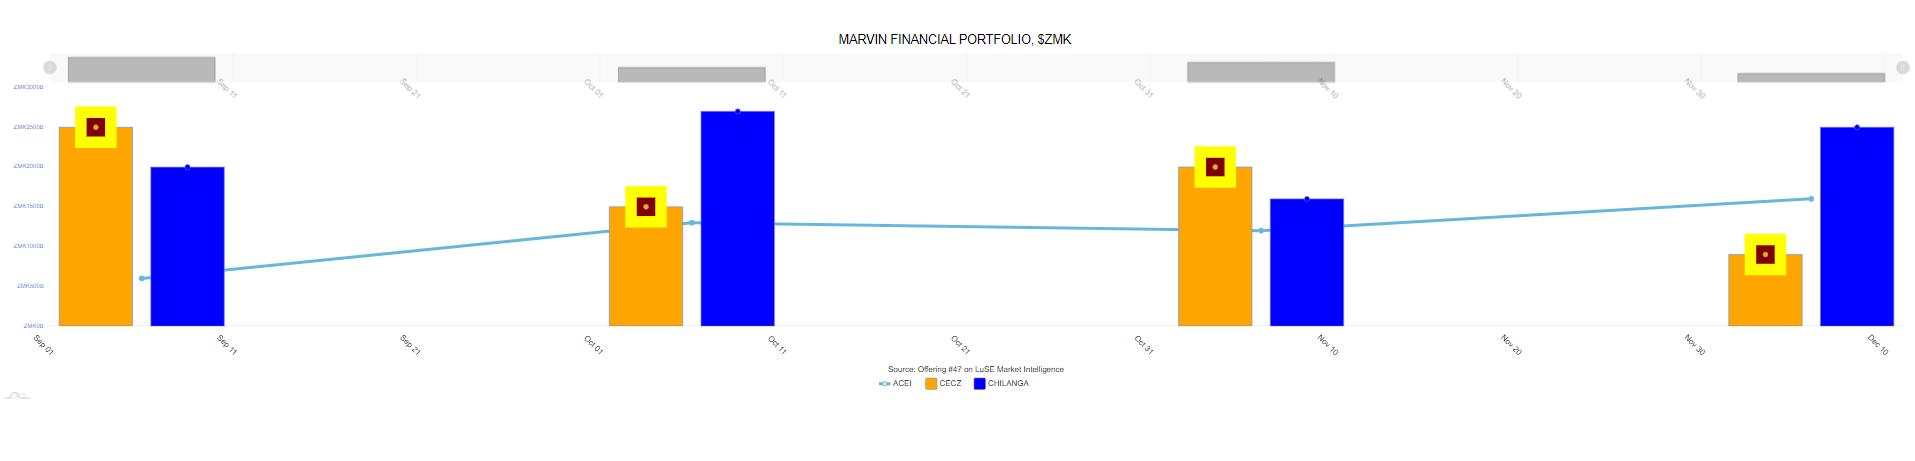 MARVIN FINANCIAL PORTFOLIO, $ZMK
Sep 11
Sep 21
Oct 01
Oct 11
Oct 21
Oct 31
Nov 10
Nov 20
Nov 30
ZMK3000B
ZMK2500B
ZMK2000B
ZMK1500B
ZMK1000B
ZMK500B
ZMK0B
Sep 01
Sep 11
Sep 21
Oct 01
Oct 11
Oct 21
Oct 31
Nov 10
Nov 20
Nov 30
Dec 10
Source: Offering #47 on LuSE Market Intelligence
ACEI CECZ CHILANGA